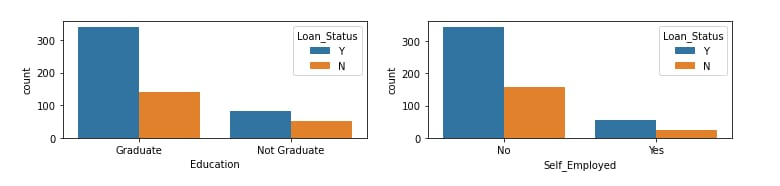 Loan_Status
Y
N
300
200
100
0
count
Graduate
Not Graduate
Education
Loan_Status
Y
N
300
200
100
0
count
No
Yes
Self_Employed